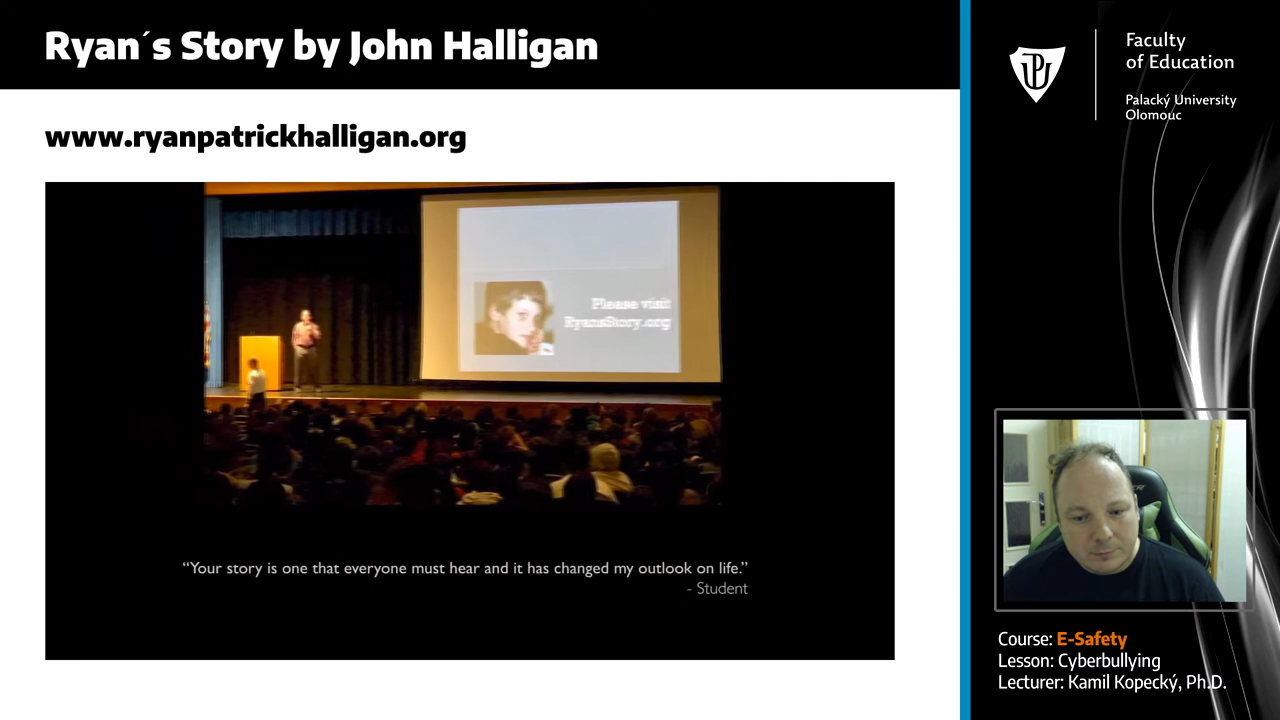 Ryan´s Story by John Halligan
www.ryanpatrickhalligan.org
Please visit
RyansStory.org
“Your story is one that everyone must hear and it has changed my outlook on life.”
- Student
Faculty
of Education
Palacký University
Olomouc
Course: E-Safety
Lesson: Cyberbullying
Lecturer: Kamil Kopecký, Ph.D.